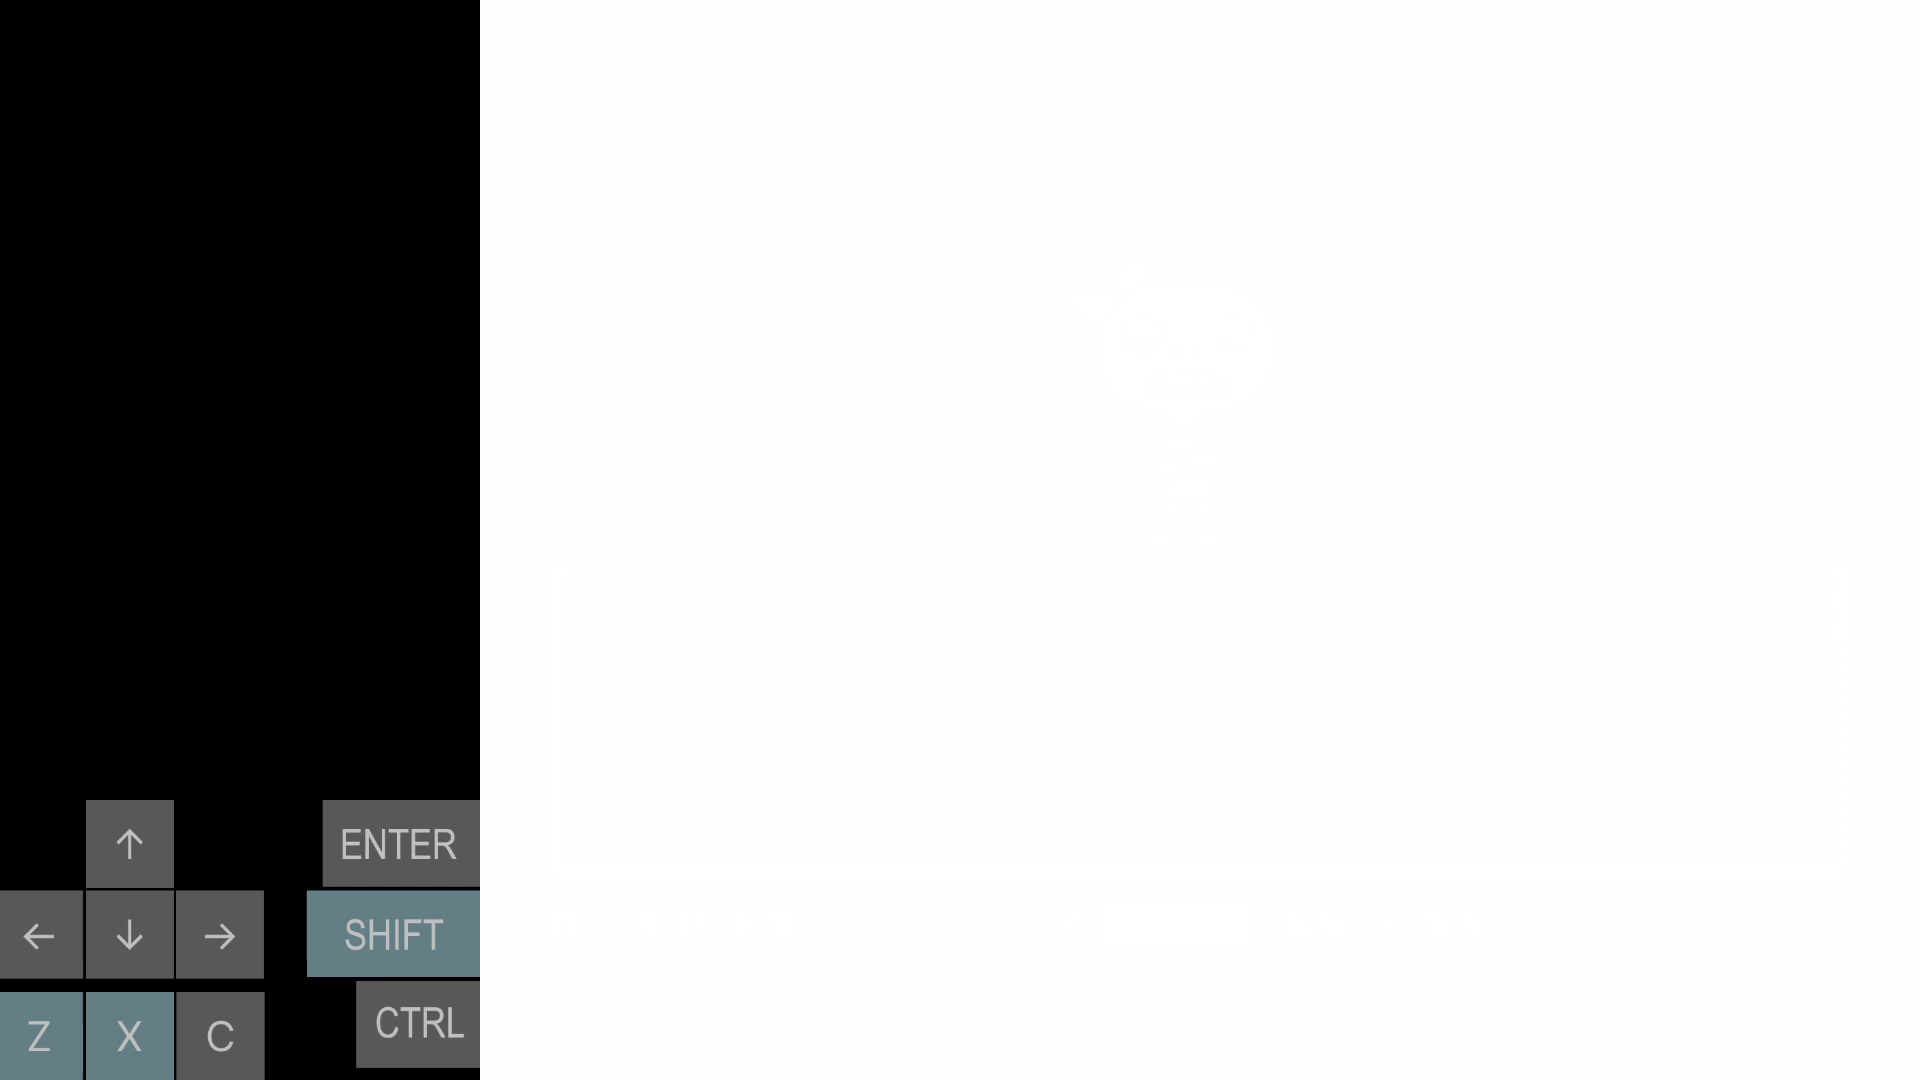 ↑ ENTER
← ↓ → SHIFT
Z X C CTRL